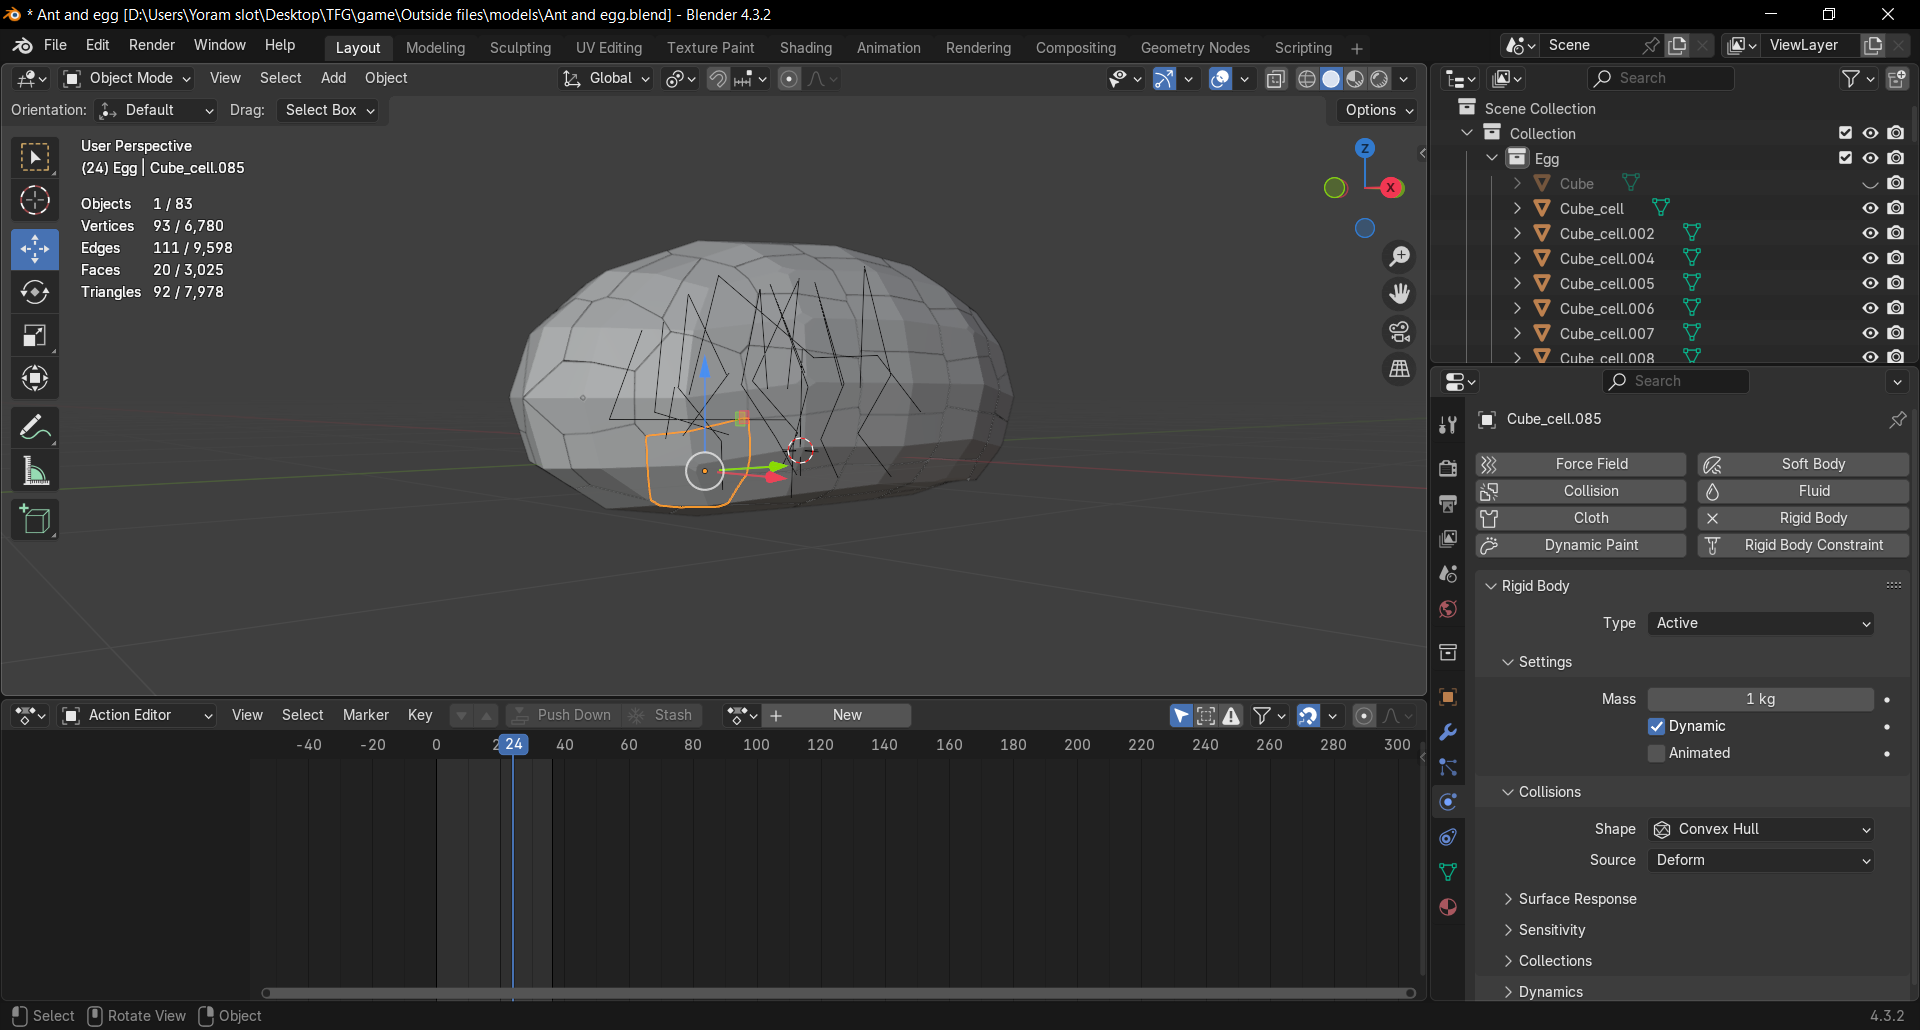 * Ant and egg [D:\Users\Yoram slot\Desktop\TFG\game\Outside files\models\Ant and egg.blend] - Blender 4.3.2
File Edit Render Window Help Layout Modeling Sculpting UV Editing Texture Paint Shading Animation Rendering Compositing Geometry Nodes Scripting + Scene ViewLayer
Object Mode View Select Add Object Global Search
Orientation: Default Drag: Select Box Options
User Perspective
(24) Egg | Cube_cell.085
Objects 1 / 83
Vertices 93 / 6,780
Edges 111 / 9,598
Faces 20 / 3,025
Triangles 92 / 7,978
Z
X
Scene Collection
Collection
Egg
Cube
Cube_cell
Cube_cell.002
Cube_cell.004
Cube_cell.005
Cube_cell.006
Cube_cell.007
Cube_cell.008
Search
Cube_cell.085
Force Field Soft Body
Collision Fluid
Cloth Rigid Body
Dynamic Paint Rigid Body Constraint
Rigid Body
Type Active
Settings
Mass 1 kg
Dynamic
Animated
Collisions
Shape Convex Hull
Source Deform
Surface Response
Sensitivity
Collections
Dynamics
Action Editor View Select Marker Key Push Down Stash New
-40 -20 0 24 40 60 80 100 120 140 160 180 200 220 240 260 280 300
Select Rotate View Object 4.3.2